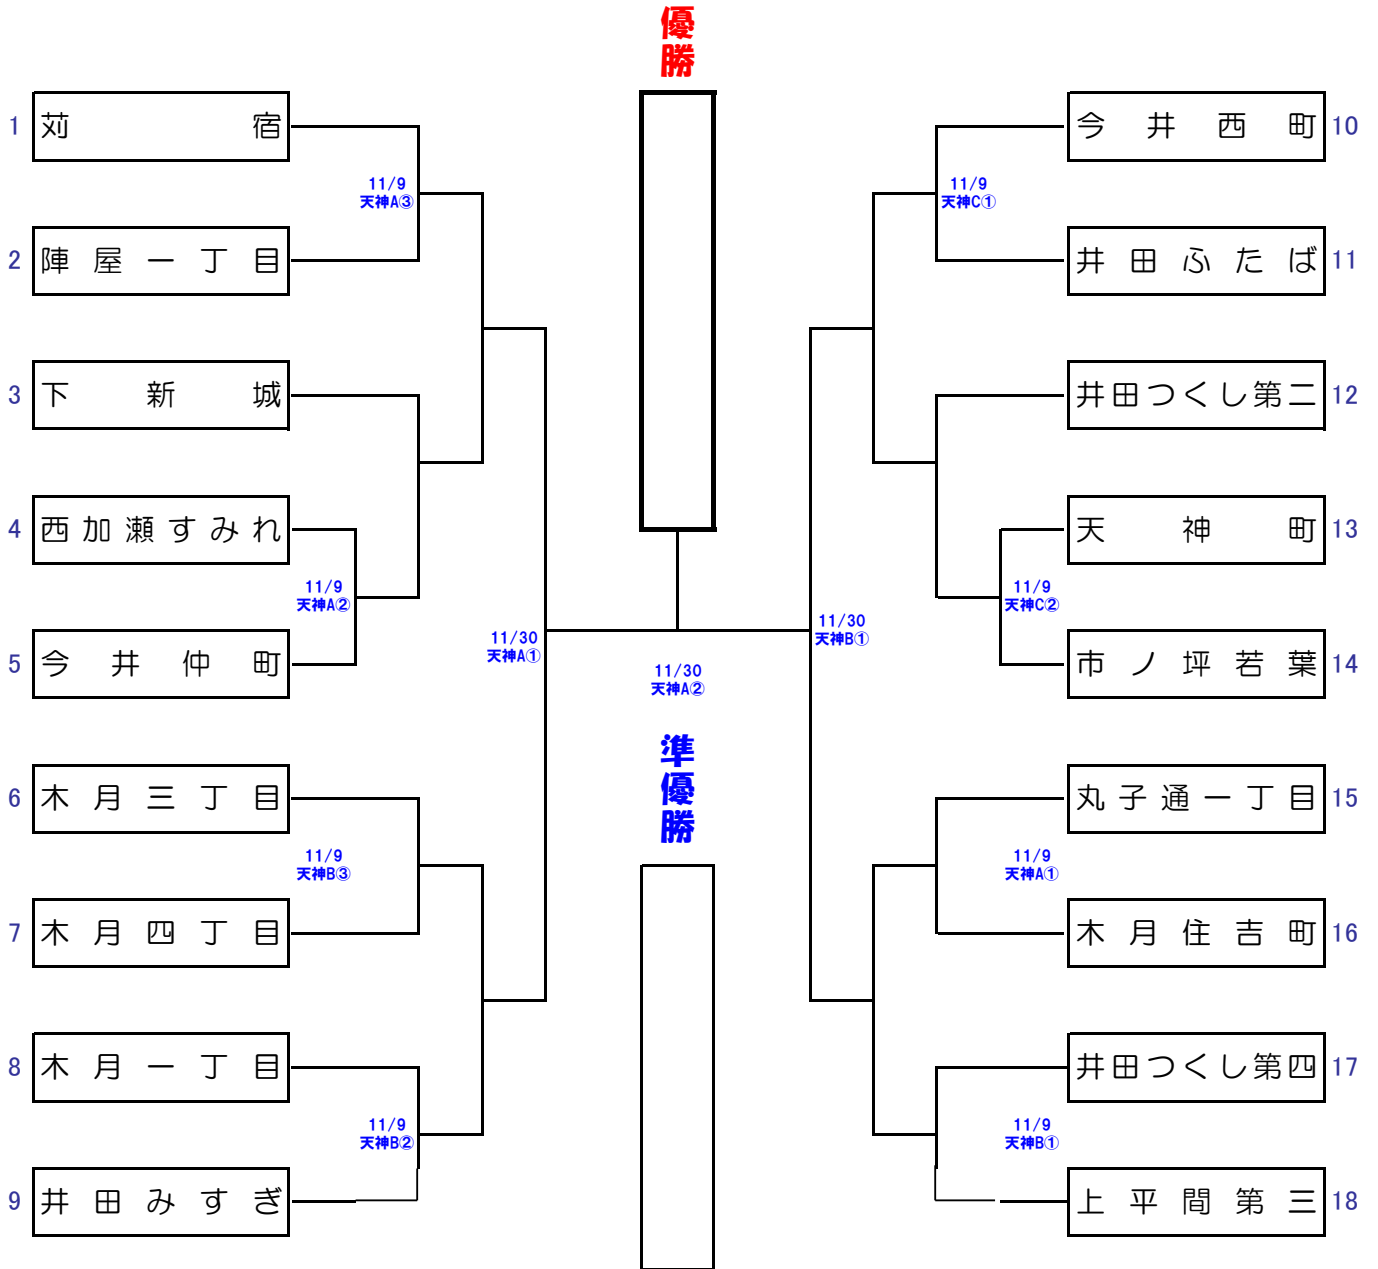 優勝
1 苅宿
2 陣屋一丁目
3 下新城
4 西加瀬すみれ
5 今井仲町
6 木月三丁目
7 木月四丁目
8 木月一丁目
9 井田みすぎ
11/9
天神A③
11/9
天神A②
11/9
天神B③
11/9
天神B②
11/30
天神A①
11/30
天神A②
準優勝
11/30
天神B①
11/9
天神C①
11/9
天神C②
11/9
天神A①
11/9
天神B①
今井西町 10
井田ふたば 11
井田つくし第二 12
天神町 13
市ノ坪若葉 14
丸子通一丁目 15
木月住吉町 16
井田つくし第四 17
上平間第三 18